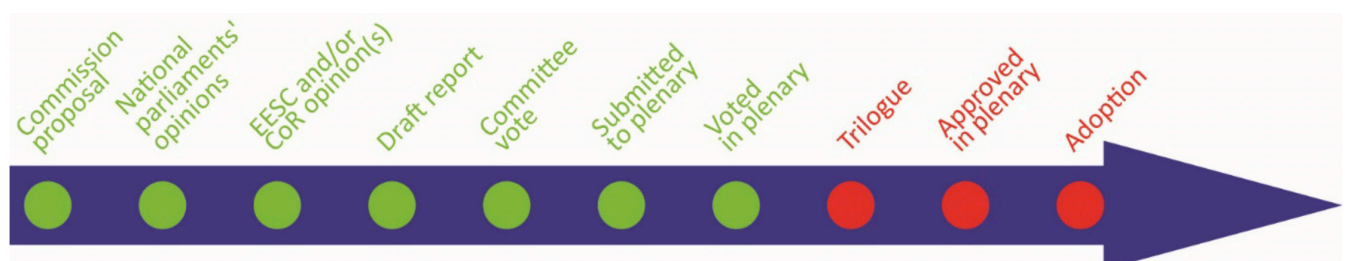 Commission
proposal
National
parliaments'
opinions
EESC and/or
CoR opinion(s)
Draft report
Committee
vote
Submitted
to plenary
Voted
in plenary
Trilogue
Approved
in plenary
Adoption